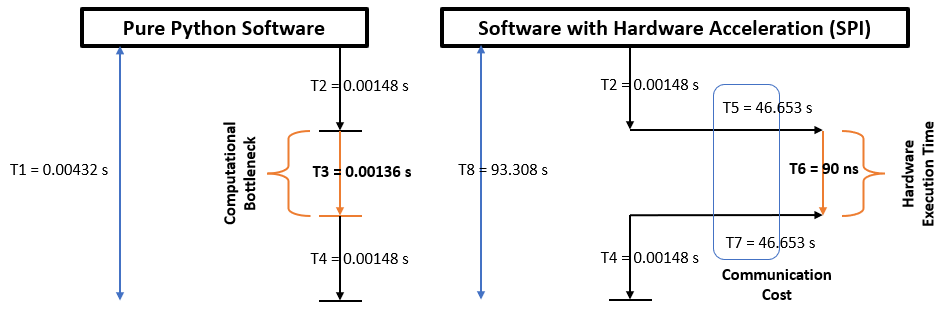 Pure Python Software
Software with Hardware Acceleration (SPI)
T2 = 0.00148 s
Computational
Bottleneck
T1 = 0.00432 s
T3 = 0.00136 s
T4 = 0.00148 s
T2 = 0.00148 s
T5 = 46.653 s
T8 = 93.308 s
T6 = 90 ns
Hardware
Execution Time
T7 = 46.653 s
T4 = 0.00148 s
Communication
Cost